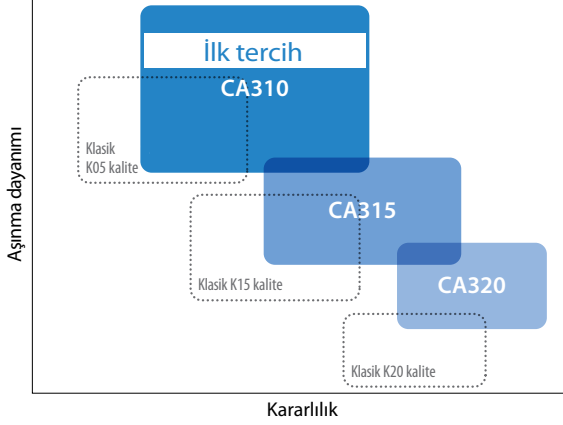 İlk tercih
CA310
Klasik
K05 kalite
CA315
Klasik K15 kalite
CA320
Klasik K20 kalite
Aşınma dayanımı
Kararlılık